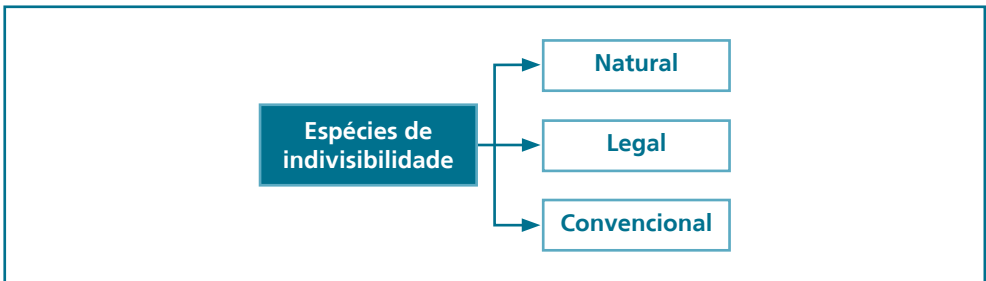 Espécies de
indivisibilidade
Natural
Legal
Convencional